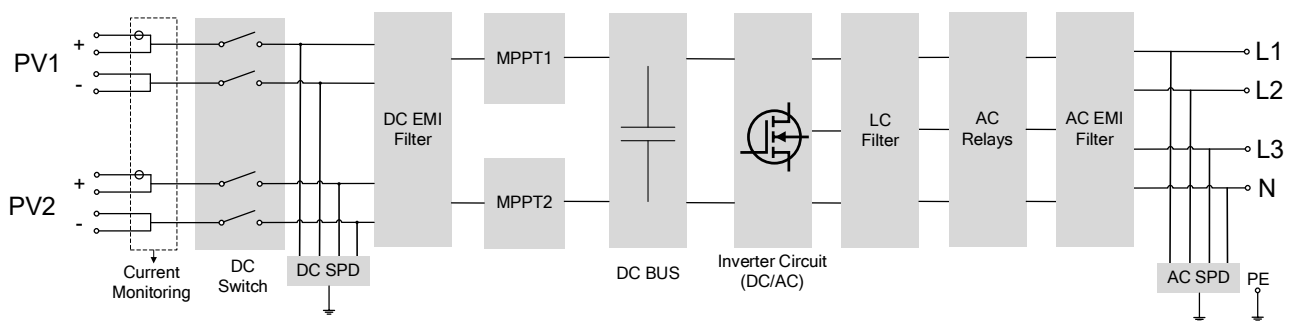 PV1
+
-
PV2
+
-
Current
Monitoring
DC
Switch
DC SPD
DC EMI
Filter
MPPT1
MPPT2
DC BUS
Inverter Circuit
(DC/AC)
LC
Filter
AC
Relays
AC EMI
Filter
L1
L2
L3
N
AC SPD
PE